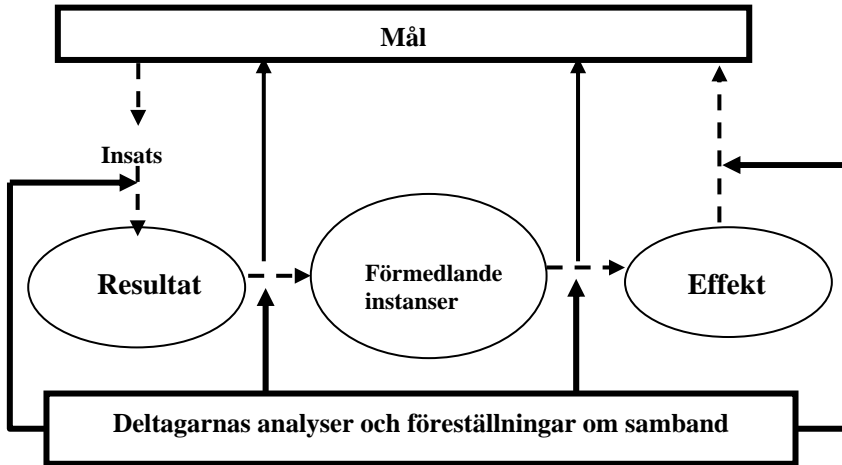 Mål
Insats
Resultat
Förmedlande
instanser
Effekt
Deltagarnas analyser och föreställningar om samband